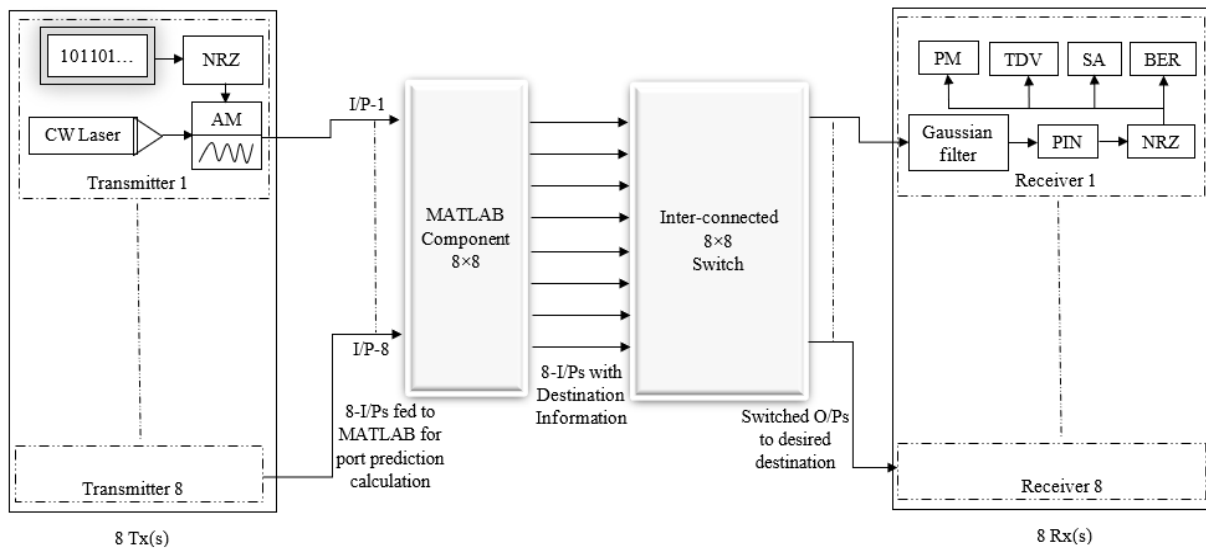 101101...
NRZ
CW Laser
AM
Transmitter 1
Transmitter 8
8 Tx(s)
I/P-1
I/P-8
8-I/Ps fed to
MATLAB for
port prediction
calculation
MATLAB
Component
8×8
8-I/Ps with
Destination
Information
Inter-connected
8×8
Switch
Switched O/Ps
to desired
destination
PM
TDV
SA
BER
Gaussian
filter
PIN
NRZ
Receiver 1
Receiver 8
8 Rx(s)